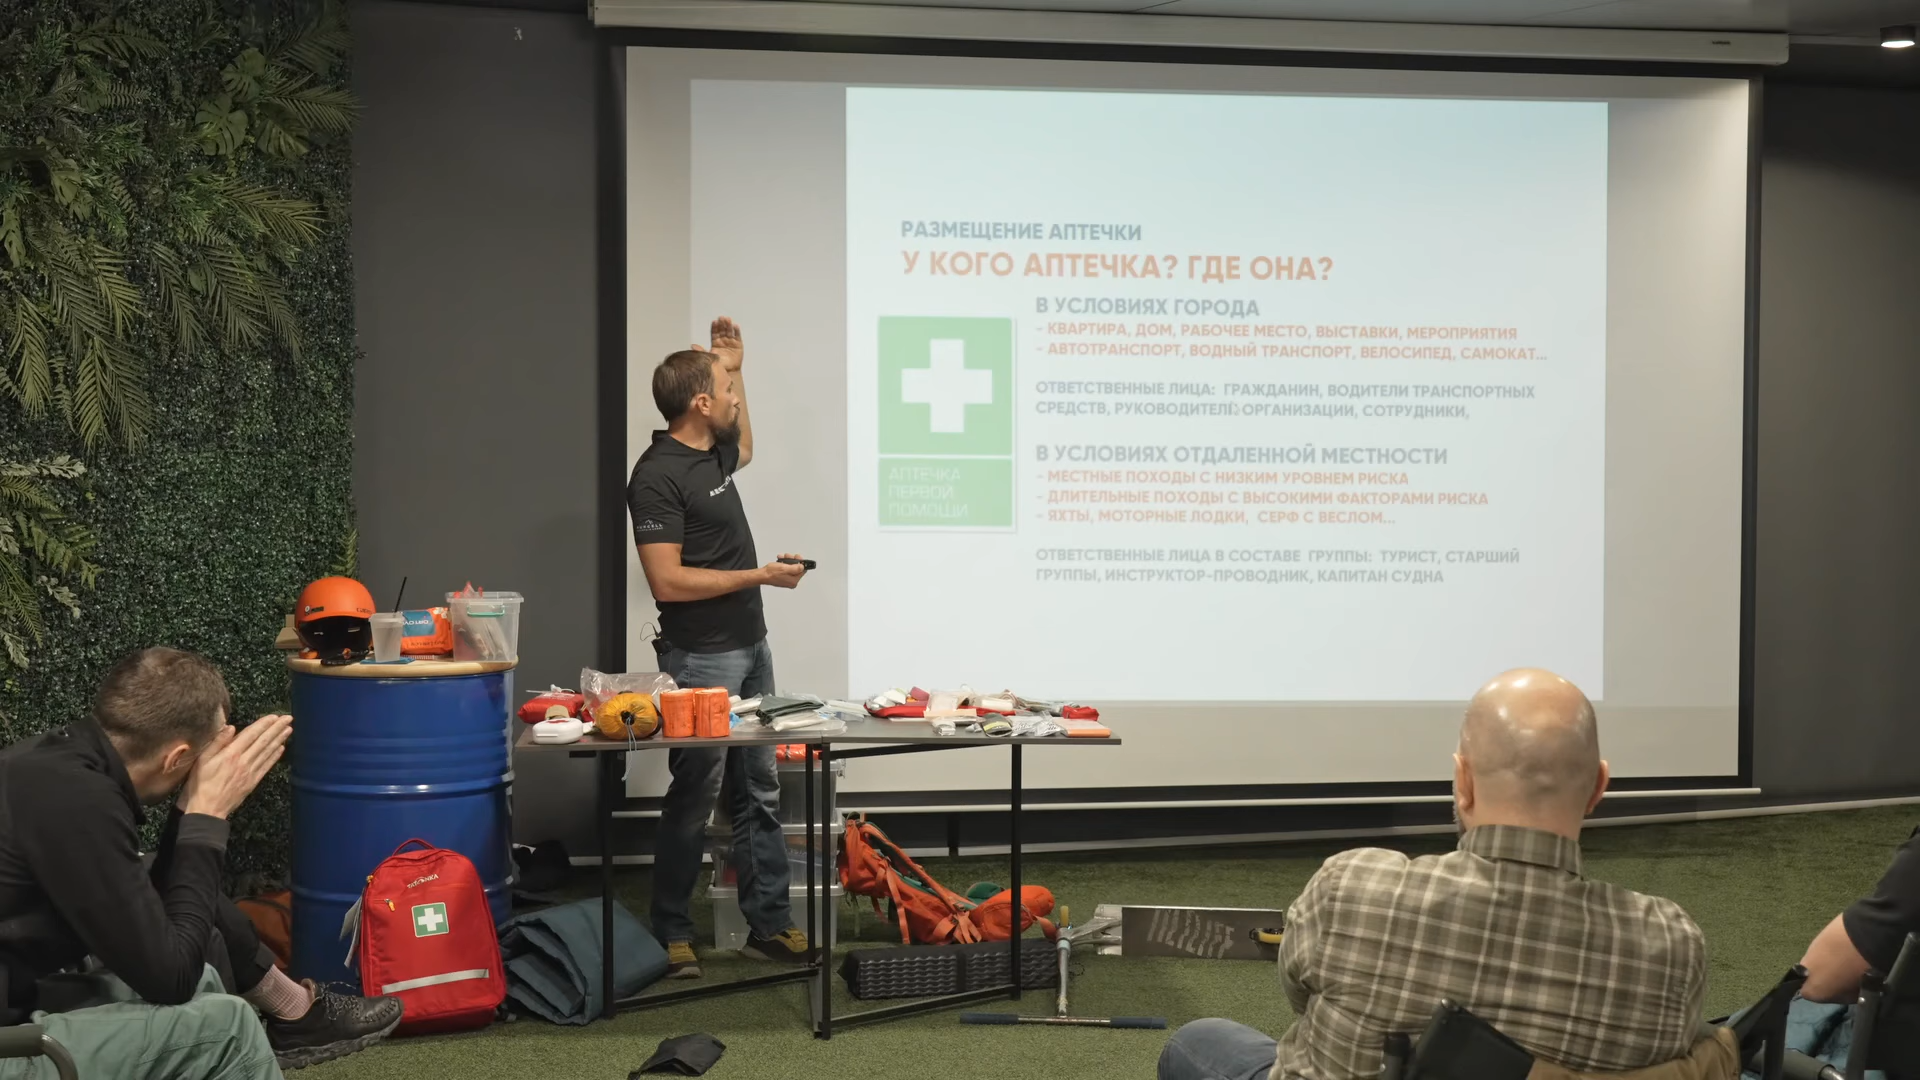 РАЗМЕЩЕНИЕ АПТЕЧКИ
У КОГО АПТЕЧКА? ГДЕ ОНА?
В УСЛОВИЯХ ГОРОДА
- КВАРТИРА, ДОМ, РАБОЧЕЕ МЕСТО, ВЫСТАВКИ, МЕРОПРИЯТИЯ
- АВТОТРАНСПОРТ, ВОДНЫЙ ТРАНСПОРТ, ВЕЛОСИПЕД, САМОКАТ...
ОТВЕТСТВЕННЫЕ ЛИЦА: ГРАЖДАНИН, ВОДИТЕЛИ ТРАНСПОРТНЫХ
СРЕДСТВ, РУКОВОДИТЕЛЬ ОРГАНИЗАЦИИ, СОТРУДНИКИ,
В УСЛОВИЯХ ОТДАЛЕННОЙ МЕСТНОСТИ
- МЕСТНЫЕ ПОХОДЫ С НИЗКИМ УРОВНЕМ РИСКА
- ДЛИТЕЛЬНЫЕ ПОХОДЫ С ВЫСОКИМИ ФАКТОРАМИ РИСКА
- ЯХТЫ, МОТОРНЫЕ ЛОДКИ, СЕРФ С ВЕСЛОМ...
ОТВЕТСТВЕННЫЕ ЛИЦА В СОСТАВЕ ГРУППЫ: ТУРИСТ, СТАРШИЙ
ГРУППЫ, ИНСТРУКТОР-ПРОВОДНИК, КАПИТАН СУДНА
АПТЕЧКА
ПЕРВОЙ
ПОМОЩИ
TATONKA